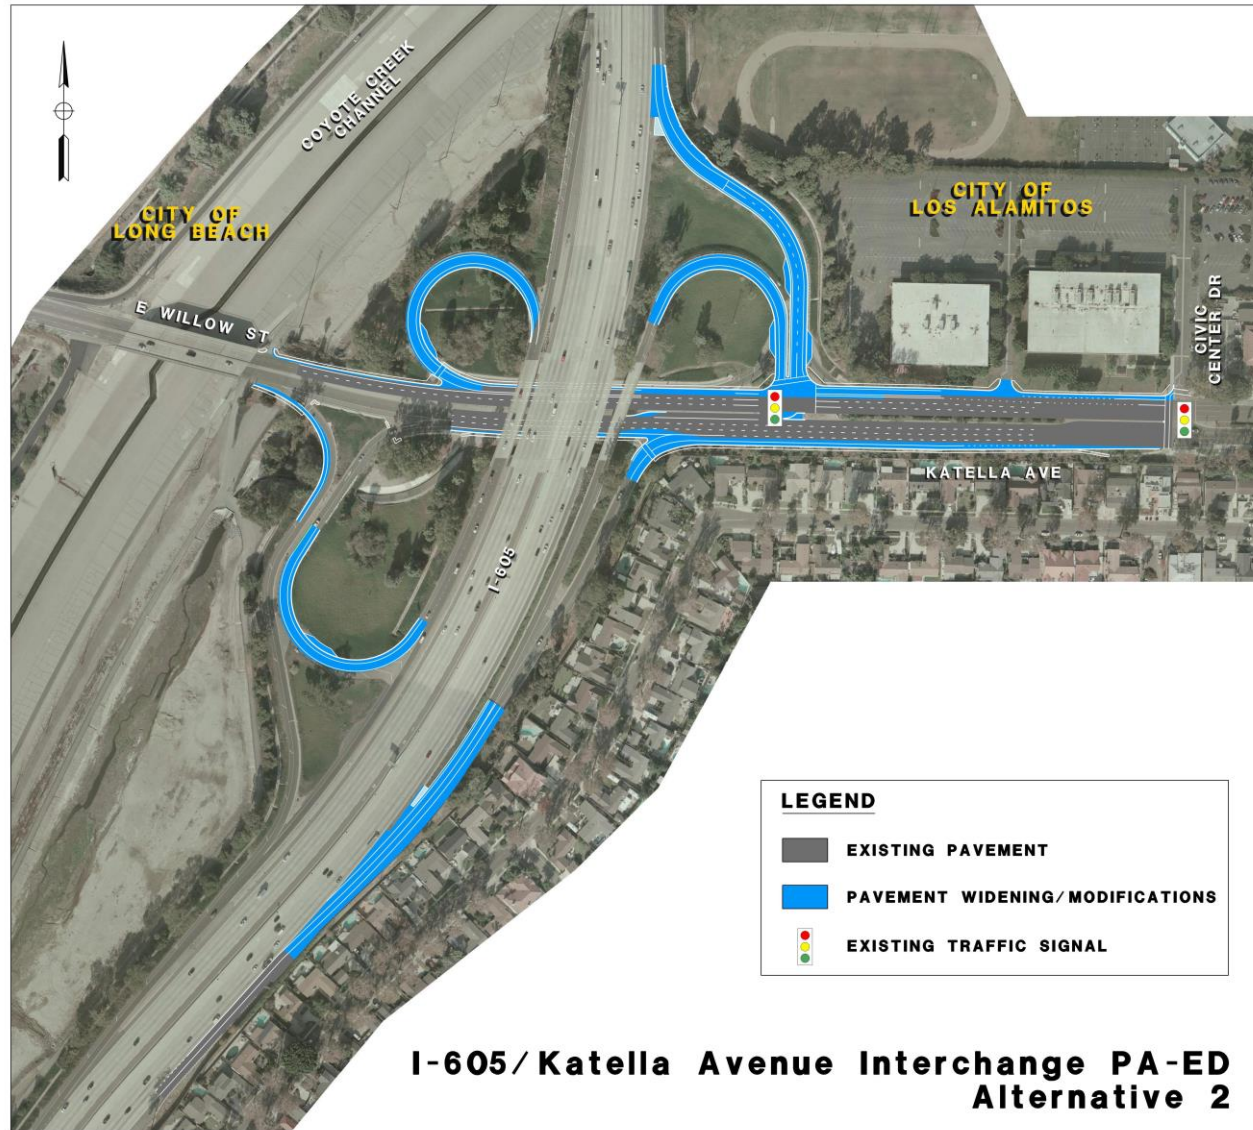 COYOTE CREEK
CHANNEL
CITY OF
LONG BEACH
CITY OF
LOS ALAMITOS
E WILLOW ST
CIVIC
CENTER DR
KATELLA AVE
I-605
LEGEND
EXISTING PAVEMENT
PAVEMENT WIDENING/MODIFICATIONS
EXISTING TRAFFIC SIGNAL
I-605/Katella Avenue Interchange PA-ED
Alternative 2